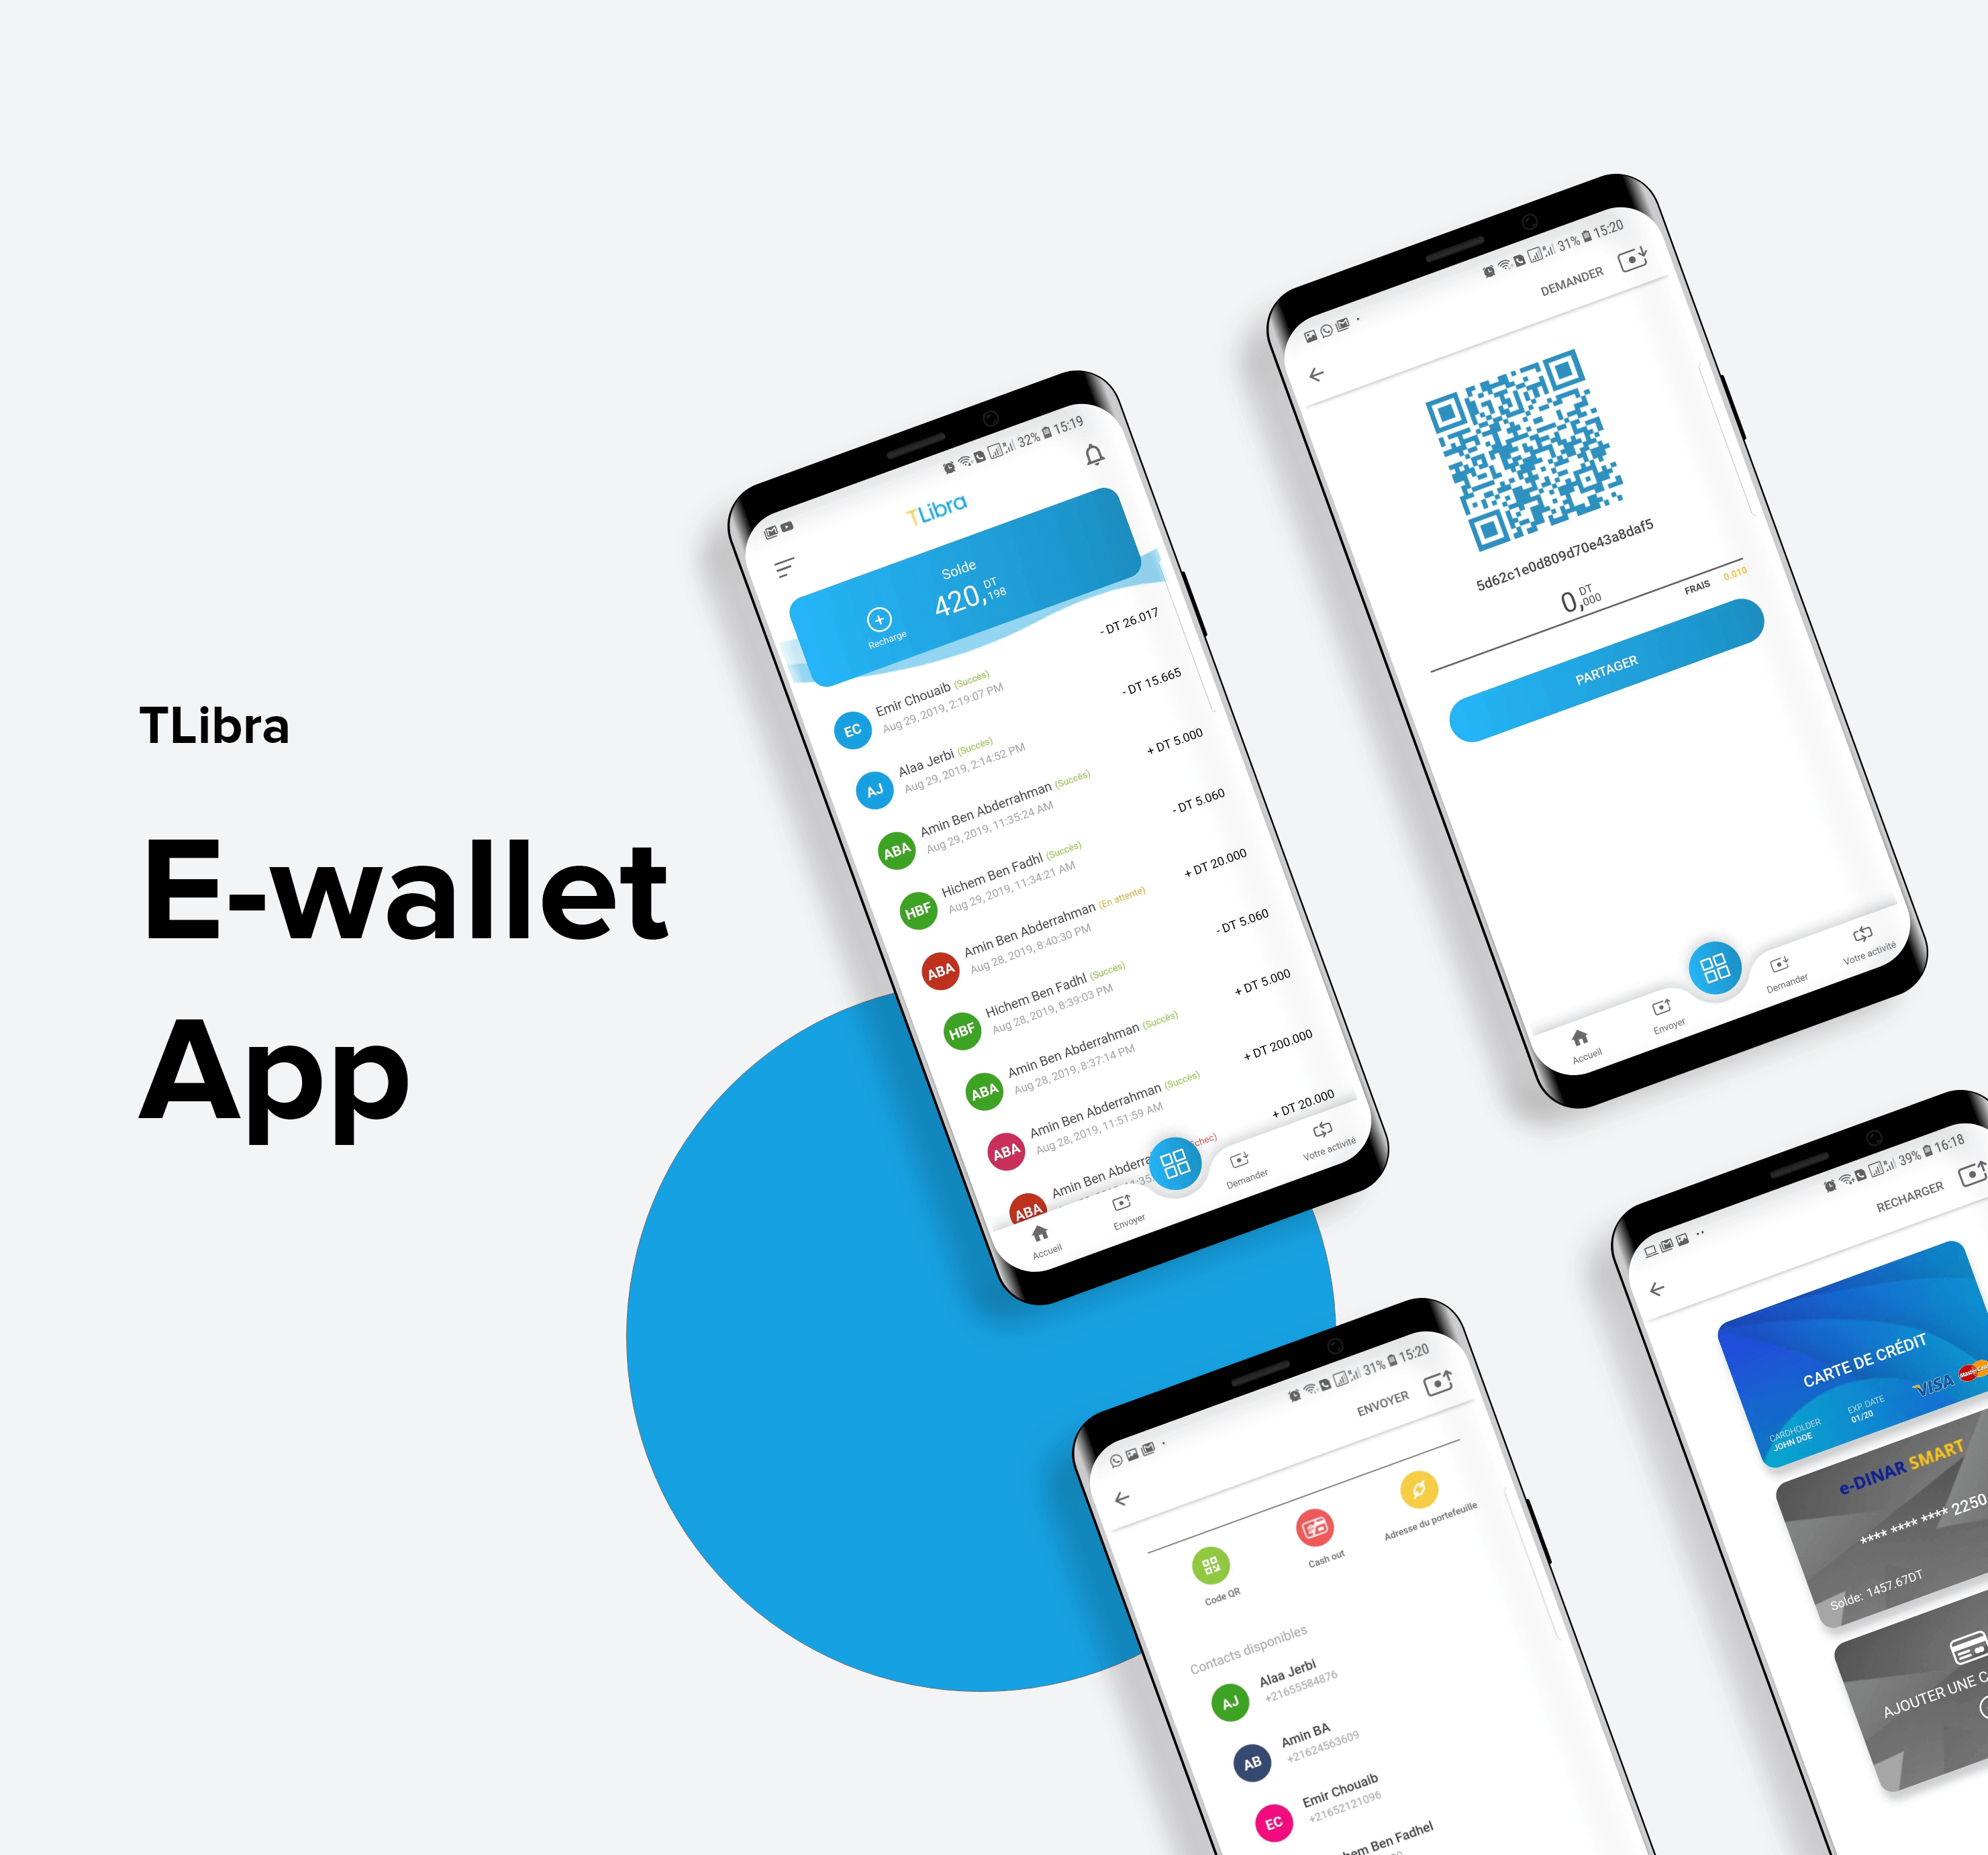 TLibra
E-wallet
App
32% 15:19
TLibra
Solde
420,DT 198
Recharge
EC
Emir Chouaib (Succès)
Aug 29, 2019, 2:19:07 PM
- DT 26.017
AJ
Alaa Jerbi (Succès)
Aug 29, 2019, 2:14:52 PM
- DT 15.665
ABA
Amin Ben Abderrahman (Succès)
Aug 29, 2019, 11:35:24 AM
+ DT 5.000
HBF
Hichem Ben Fadhl (Succès)
Aug 29, 2019, 11:34:21 AM
- DT 5.060
ABA
Amin Ben Abderrahman (En attente)
Aug 28, 2019, 8:40:30 PM
+ DT 20.000
HBF
Hichem Ben Fadhl (Succès)
Aug 28, 2019, 8:39:03 PM
- DT 5.060
ABA
Amin Ben Abderrahman (Succès)
Aug 28, 2019, 8:37:14 PM
+ DT 5.000
ABA
Amin Ben Abderrahman (Succès)
Aug 28, 2019, 11:51:59 AM
+ DT 200.000
ABA
Amin Ben Abderra
+ DT 20.000
Accueil
Envoyer
Demander
Votre activité
31% 15:20
DEMANDER
5d62c1e0d809d70e43a8daf5
0,DT 000
FRAIS 0.010
PARTAGER
Accueil
Envoyer
Demander
Votre activité
31% 15:20
ENVOYER
Code QR
Cash out
Adresse du portefeuille
Contacts disponibles
AJ
Alaa Jerbi
+21655584876
AB
Amin BA
+21624563609
EC
Emir Chouaib
+21652121096
hem Ben Fadhel
39% 16:18
RECHARGER
CARTE DE CRÉDIT
CARDHOLDER
JOHN DOE
EXP. DATE
01/20
VISA
MasterCard
e-DINAR SMART
**** **** **** 2250
Solde: 1457.67DT
AJOUTER UNE C